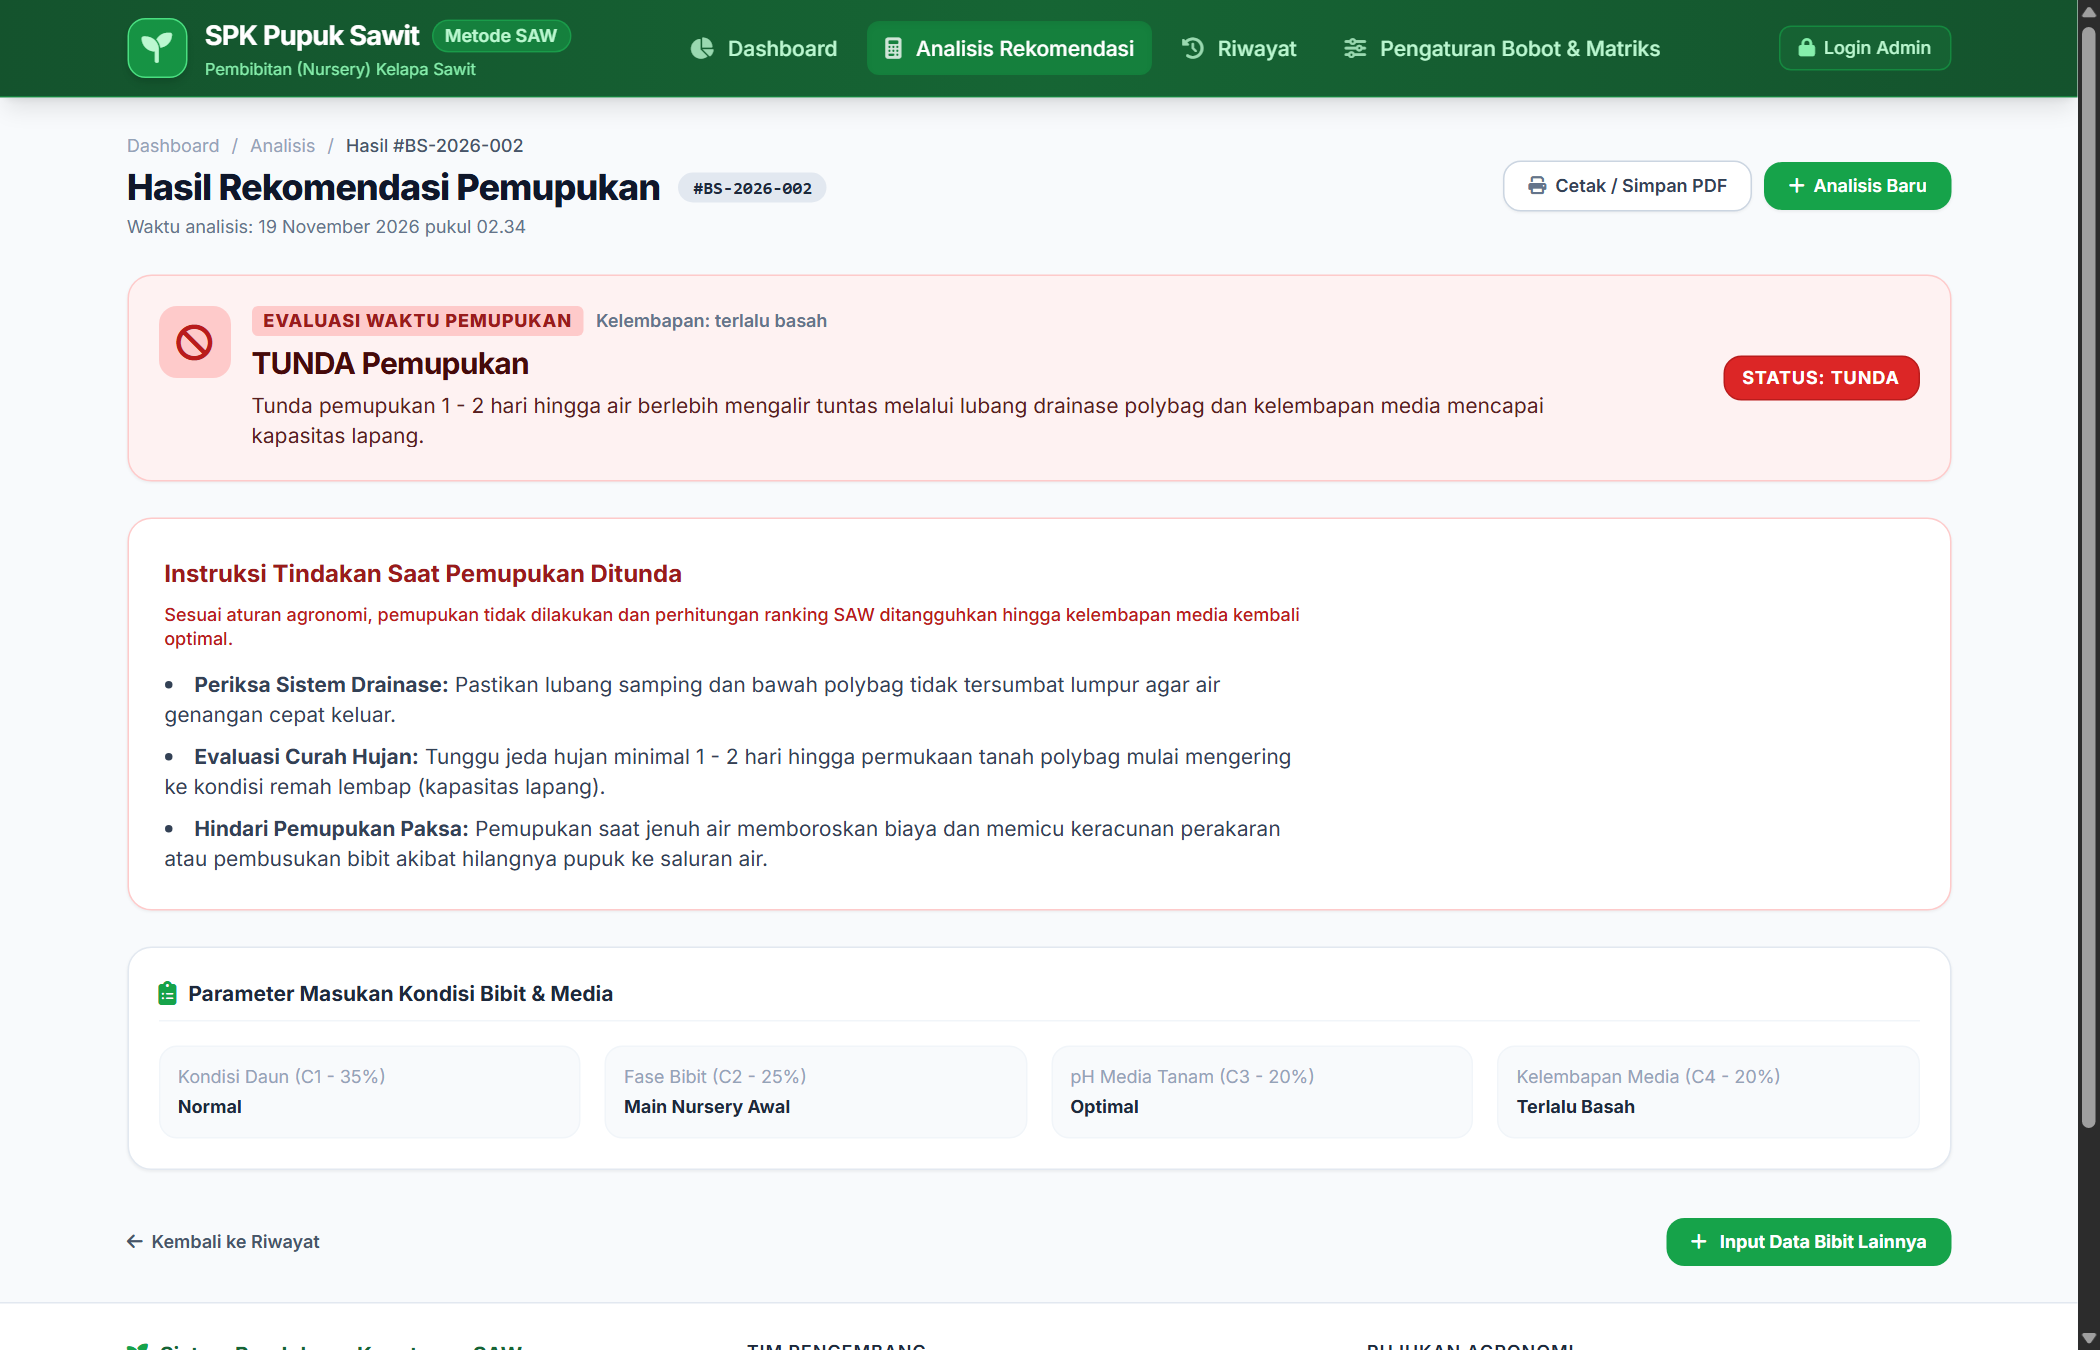 SPK Pupuk Sawit
Metode SAW
Pembibitan (Nursery) Kelapa Sawit
Dashboard
Analisis Rekomendasi
Riwayat
Pengaturan Bobot & Matriks
Login Admin
Dashboard / Analisis / Hasil #BS-2026-002
Hasil Rekomendasi Pemupukan
#BS-2026-002
Waktu analisis: 19 November 2026 pukul 02.34
Cetak / Simpan PDF
Analisis Baru
EVALUASI WAKTU PEMUPUKAN
Kelembapan: terlalu basah
TUNDA Pemupukan
Tunda pemupukan 1 - 2 hari hingga air berlebih mengalir tuntas melalui lubang drainase polybag dan kelembapan media mencapai
kapasitas lapang.
STATUS: TUNDA
Instruksi Tindakan Saat Pemupukan Ditunda
Sesuai aturan agronomi, pemupukan tidak dilakukan dan perhitungan ranking SAW ditangguhkan hingga kelembapan media kembali
optimal.
• Periksa Sistem Drainase: Pastikan lubang samping dan bawah polybag tidak tersumbat lumpur agar air
genangan cepat keluar.
• Evaluasi Curah Hujan: Tunggu jeda hujan minimal 1 - 2 hari hingga permukaan tanah polybag mulai mengering
ke kondisi remah lembap (kapasitas lapang).
• Hindari Pemupukan Paksa: Pemupukan saat jenuh air memboroskan biaya dan memicu keracunan perakaran
atau pembusukan bibit akibat hilangnya pupuk ke saluran air.
Parameter Masukan Kondisi Bibit & Media
Kondisi Daun (C1 - 35%)
Normal
Fase Bibit (C2 - 25%)
Main Nursery Awal
pH Media Tanam (C3 - 20%)
Optimal
Kelembapan Media (C4 - 20%)
Terlalu Basah
Kembali ke Riwayat
Input Data Bibit Lainnya
TIM PENGEMBANG
RUJUKAN AGRONOMI